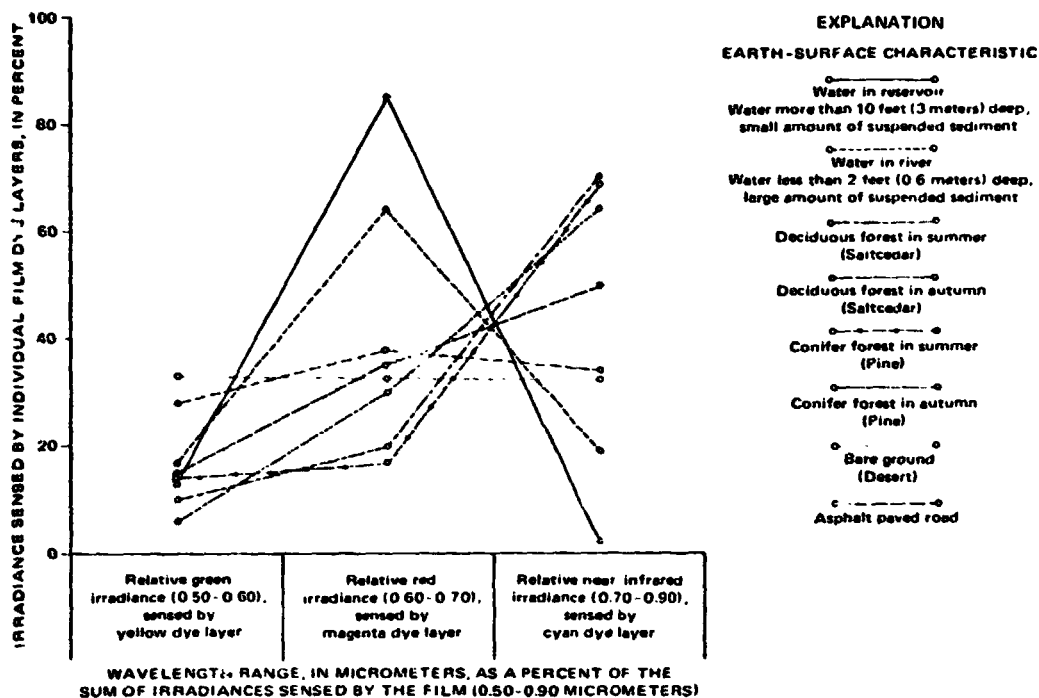 IRRADIANCE SENSED BY INDIVIDUAL FILM LAYERS, IN PERCENT
100
80
60
40
20
0
Relative green
irradiance (0.50-0.60),
sensed by
yellow dye layer
Relative red
irradiance (0.60-0.70),
sensed by
magenta dye layer
Relative near infrared
irradiance (0.70-0.90),
sensed by
cyan dye layer
WAVELENGTH RANGE, IN MICROMETERS, AS A PERCENT OF THE
SUM OF IRRADIANCES SENSED BY THE FILM (0.50-0.90 MICROMETERS)
EXPLANATION
EARTH-SURFACE CHARACTERISTIC
Water in reservoir
Water more than 10 feet (3 meters) deep,
small amount of suspended sediment
Water in river
Water less than 2 feet (0.6 meters) deep,
large amount of suspended sediment
Deciduous forest in summer
(Saltcedar)
Deciduous forest in autumn
(Saltcedar)
Conifer forest in summer
(Pine)
Conifer forest in autumn
(Pine)
Bare ground
(Desert)
Asphalt paved road